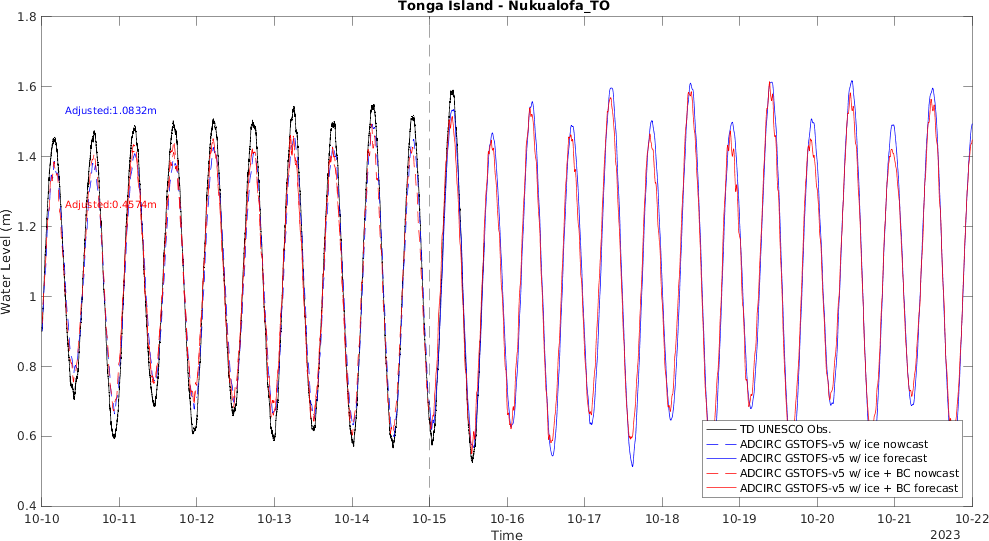 Tonga Island - Nukualofa_TO
1.8
1.6
1.4
1.2
1
0.8
0.6
0.4
Water Level (m)
Adjusted:1.0832m
Adjusted:0.4574m
TD UNESCO Obs.
ADCIRC GSTOFS-v5 w/ ice nowcast
ADCIRC GSTOFS-v5 w/ ice forecast
ADCIRC GSTOFS-v5 w/ ice + BC nowcast
ADCIRC GSTOFS-v5 w/ ice + BC forecast
10-10 10-11 10-12 10-13 10-14 10-15 10-16 10-17 10-18 10-19 10-20 10-21 10-22
Time
2023